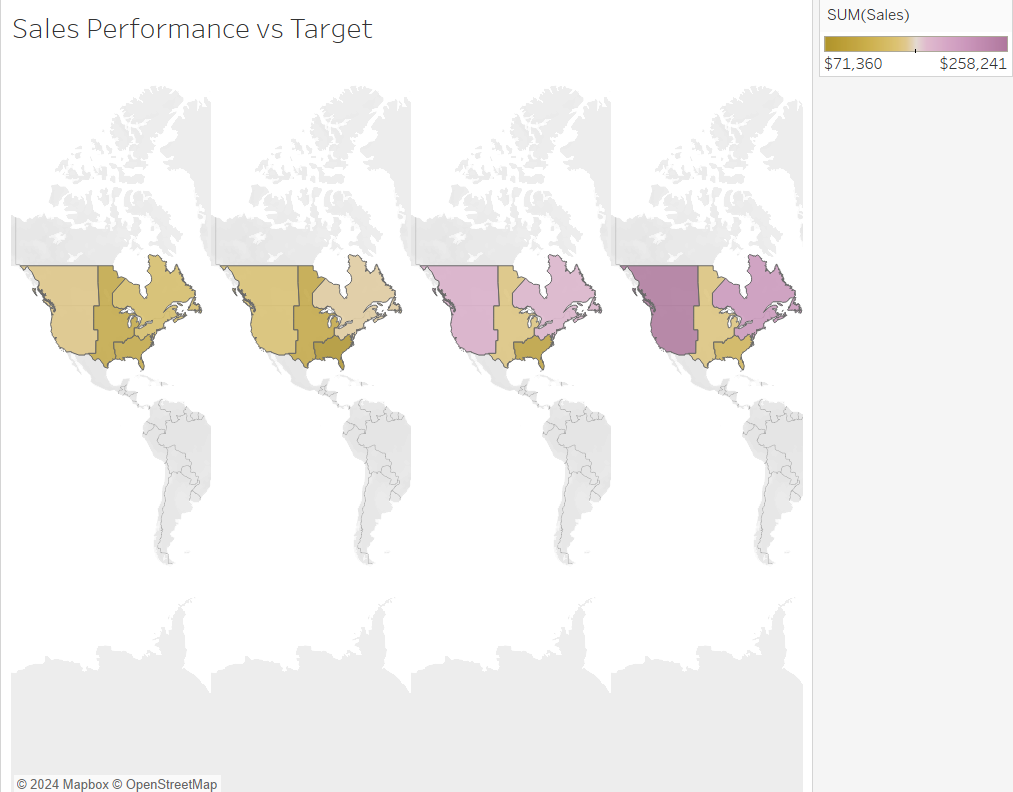 Sales Performance vs Target
SUM(Sales)
$71,360 $258,241
© 2024 Mapbox © OpenStreetMap